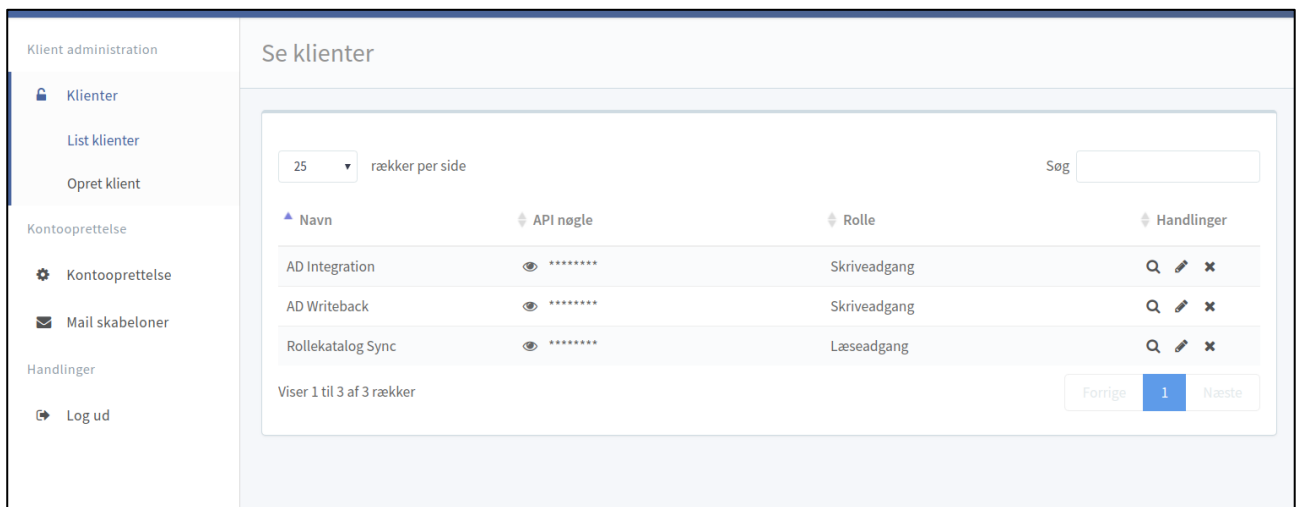 Klient administration
Klienter
List klienter
Opret klient
Kontooprettelse
Kontooprettelse
Mail skabeloner
Handlinger
Log ud
Se klienter
25 rækker per side
Søg
Navn API nøgle Rolle Handlinger
AD Integration ******** Skriveadgang
AD Writeback ******** Skriveadgang
Rollekatalog Sync ******** Læseadgang
Viser 1 til 3 af 3 rækker
Forrige 1 Næste